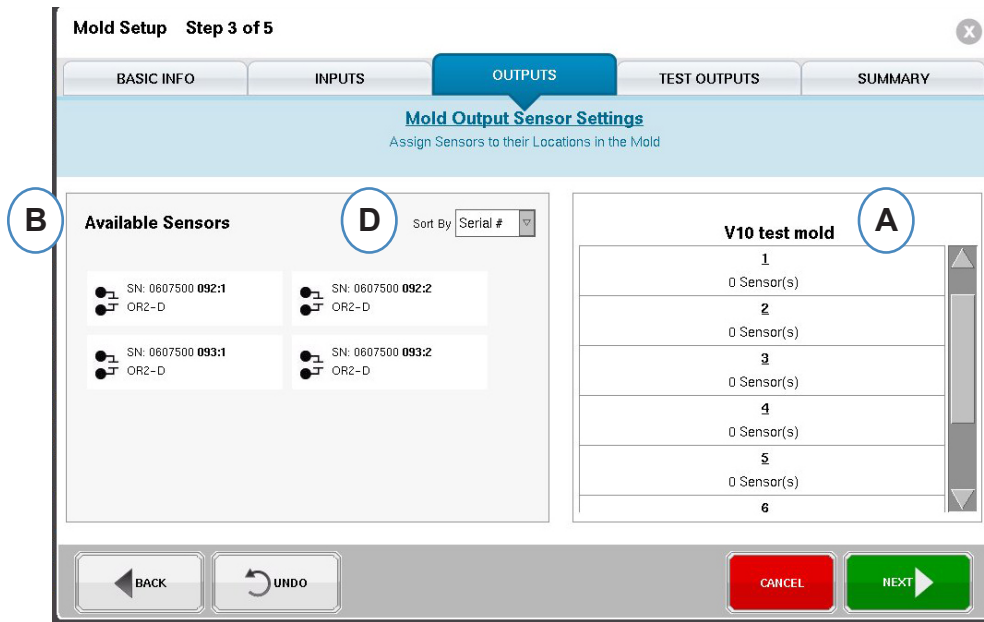 Mold Setup Step 3 of 5
BASIC INFO
INPUTS
OUTPUTS
TEST OUTPUTS
SUMMARY
Mold Output Sensor Settings
Assign Sensors to their Locations in the Mold
B
Available Sensors
D
Sort By Serial #
SN: 0607500 092:1
OR2-D
SN: 0607500 092:2
OR2-D
SN: 0607500 093:1
OR2-D
SN: 0607500 093:2
OR2-D
V10 test mold
A
1
0 Sensor(s)
2
0 Sensor(s)
3
0 Sensor(s)
4
0 Sensor(s)
5
0 Sensor(s)
6
BACK
UNDO
CANCEL
NEXT